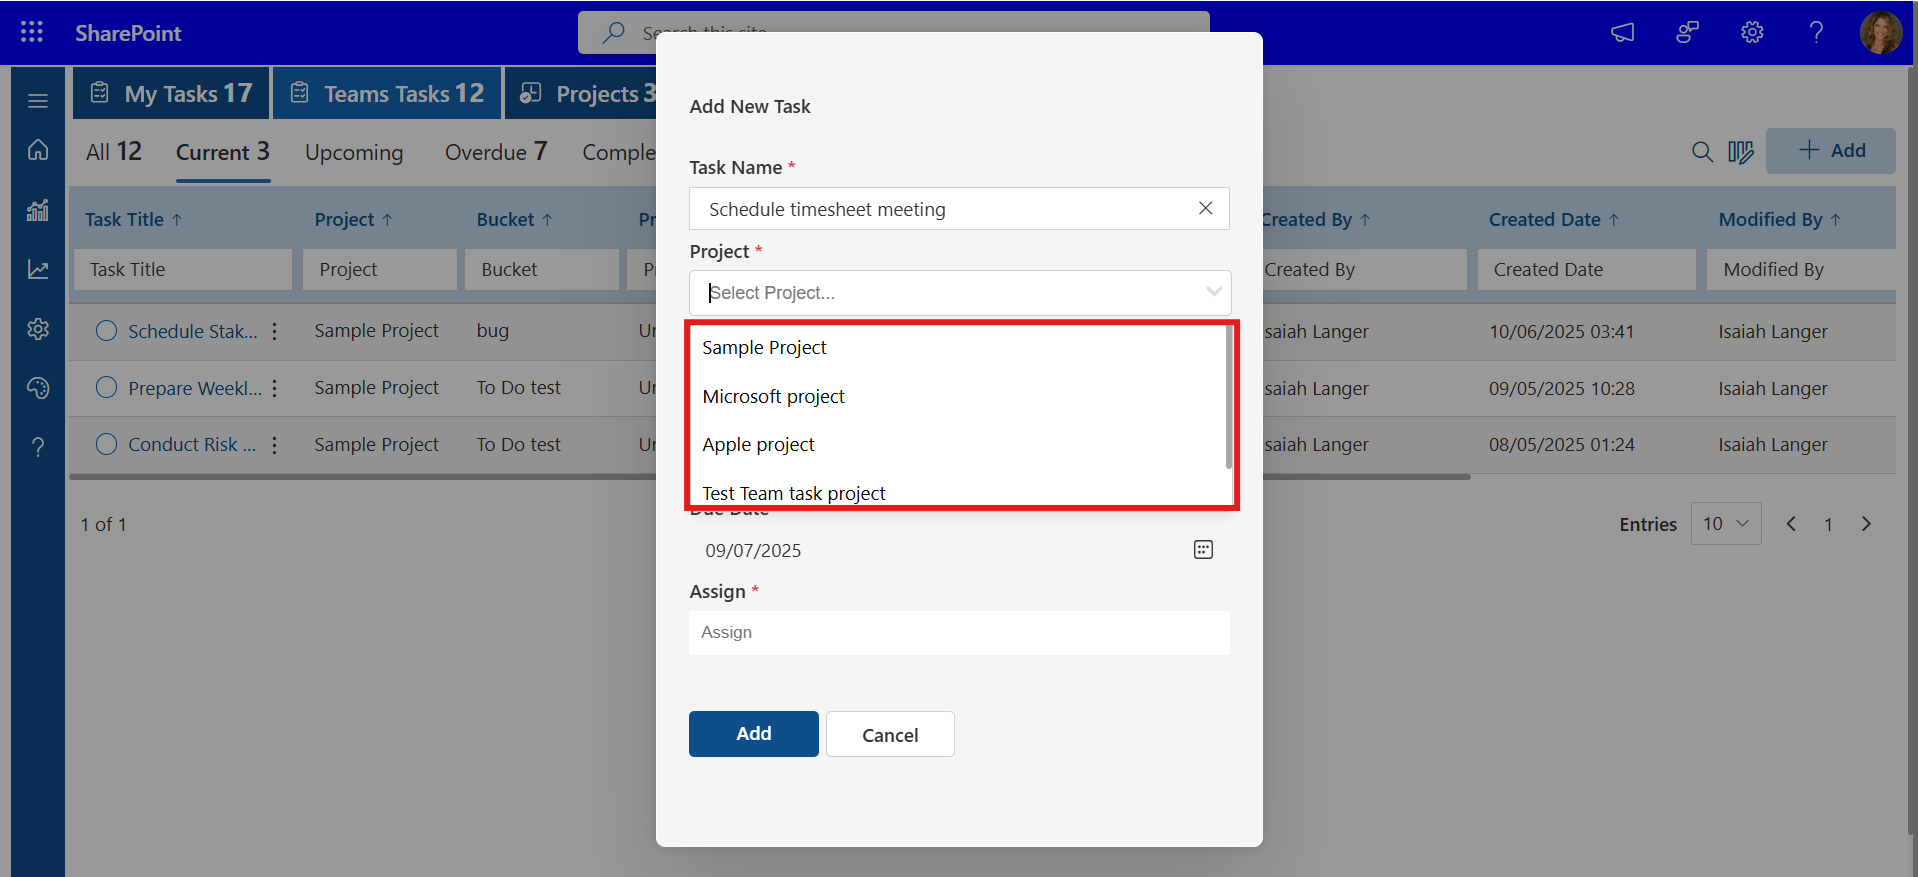 SharePoint
Search this site
My Tasks 17
Teams Tasks 12
Projects 3
All 12
Current 3
Upcoming
Overdue 7
Comple
Add
Task Title ↑
Project ↑
Bucket ↑
Pr
Created By ↑
Created Date ↑
Modified By ↑
Task Title
Project
Bucket
Created By
Created Date
Modified By
Schedule Stak...
Sample Project
bug
Ur
saiah Langer
10/06/2025 03:41
Isaiah Langer
Prepare Weekl...
Sample Project
To Do test
Ur
saiah Langer
09/05/2025 10:28
Isaiah Langer
Conduct Risk ...
Sample Project
To Do test
Ur
saiah Langer
08/05/2025 01:24
Isaiah Langer
1 of 1
Entries
10
1
Add New Task
Task Name *
Schedule timesheet meeting
Project *
Select Project...
Sample Project
Microsoft project
Apple project
Test Team task project
Due Date
09/07/2025
Assign *
Assign
Add
Cancel